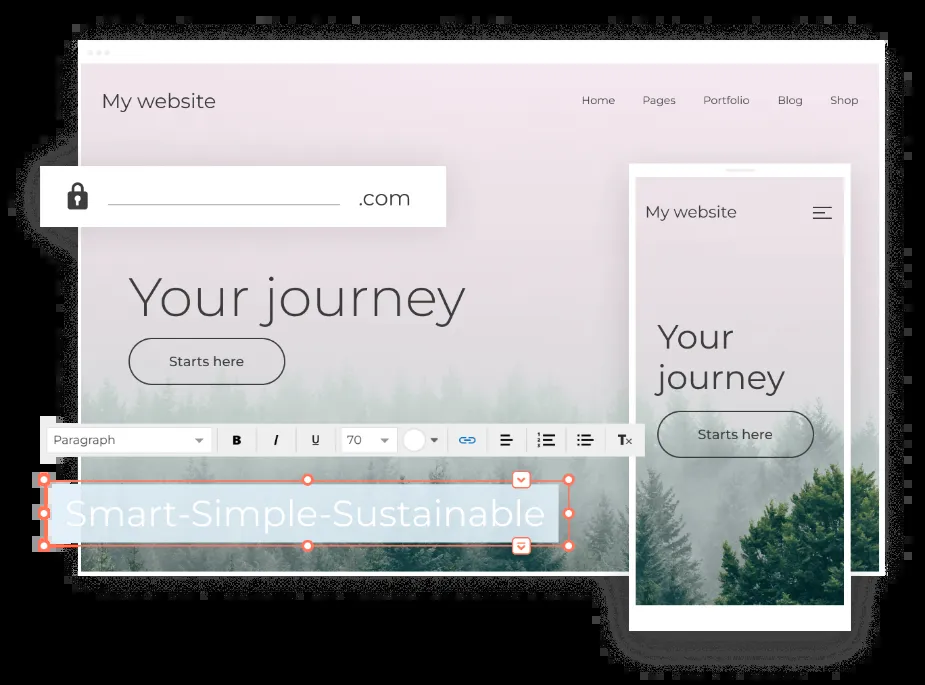 My website
Home Pages Portfolio Blog Shop
.com
Your journey
Starts here
Paragraph B I U 70 Tx
Smart-Simple-Sustainable
My website
Your
journey
Starts here